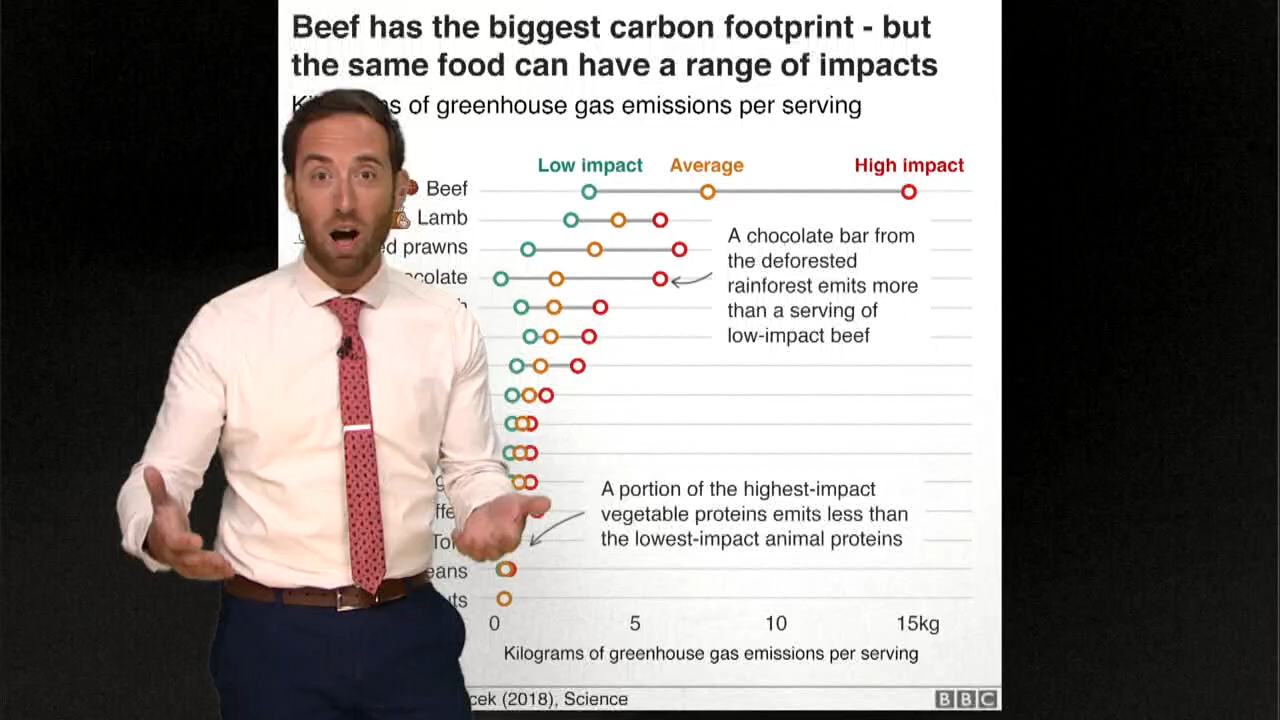 Beef has the biggest carbon footprint - but
the same food can have a range of impacts
of greenhouse gas emissions per serving
Low impact Average High impact
Beef
Lamb
prawns
A chocolate bar from
the deforested
rainforest emits more
than a serving of
low-impact beef
A portion of the highest-impact
vegetable proteins emits less than
the lowest-impact animal proteins
0 5 10 15kg
Kilograms of greenhouse gas emissions per serving
(2018), Science
BBC